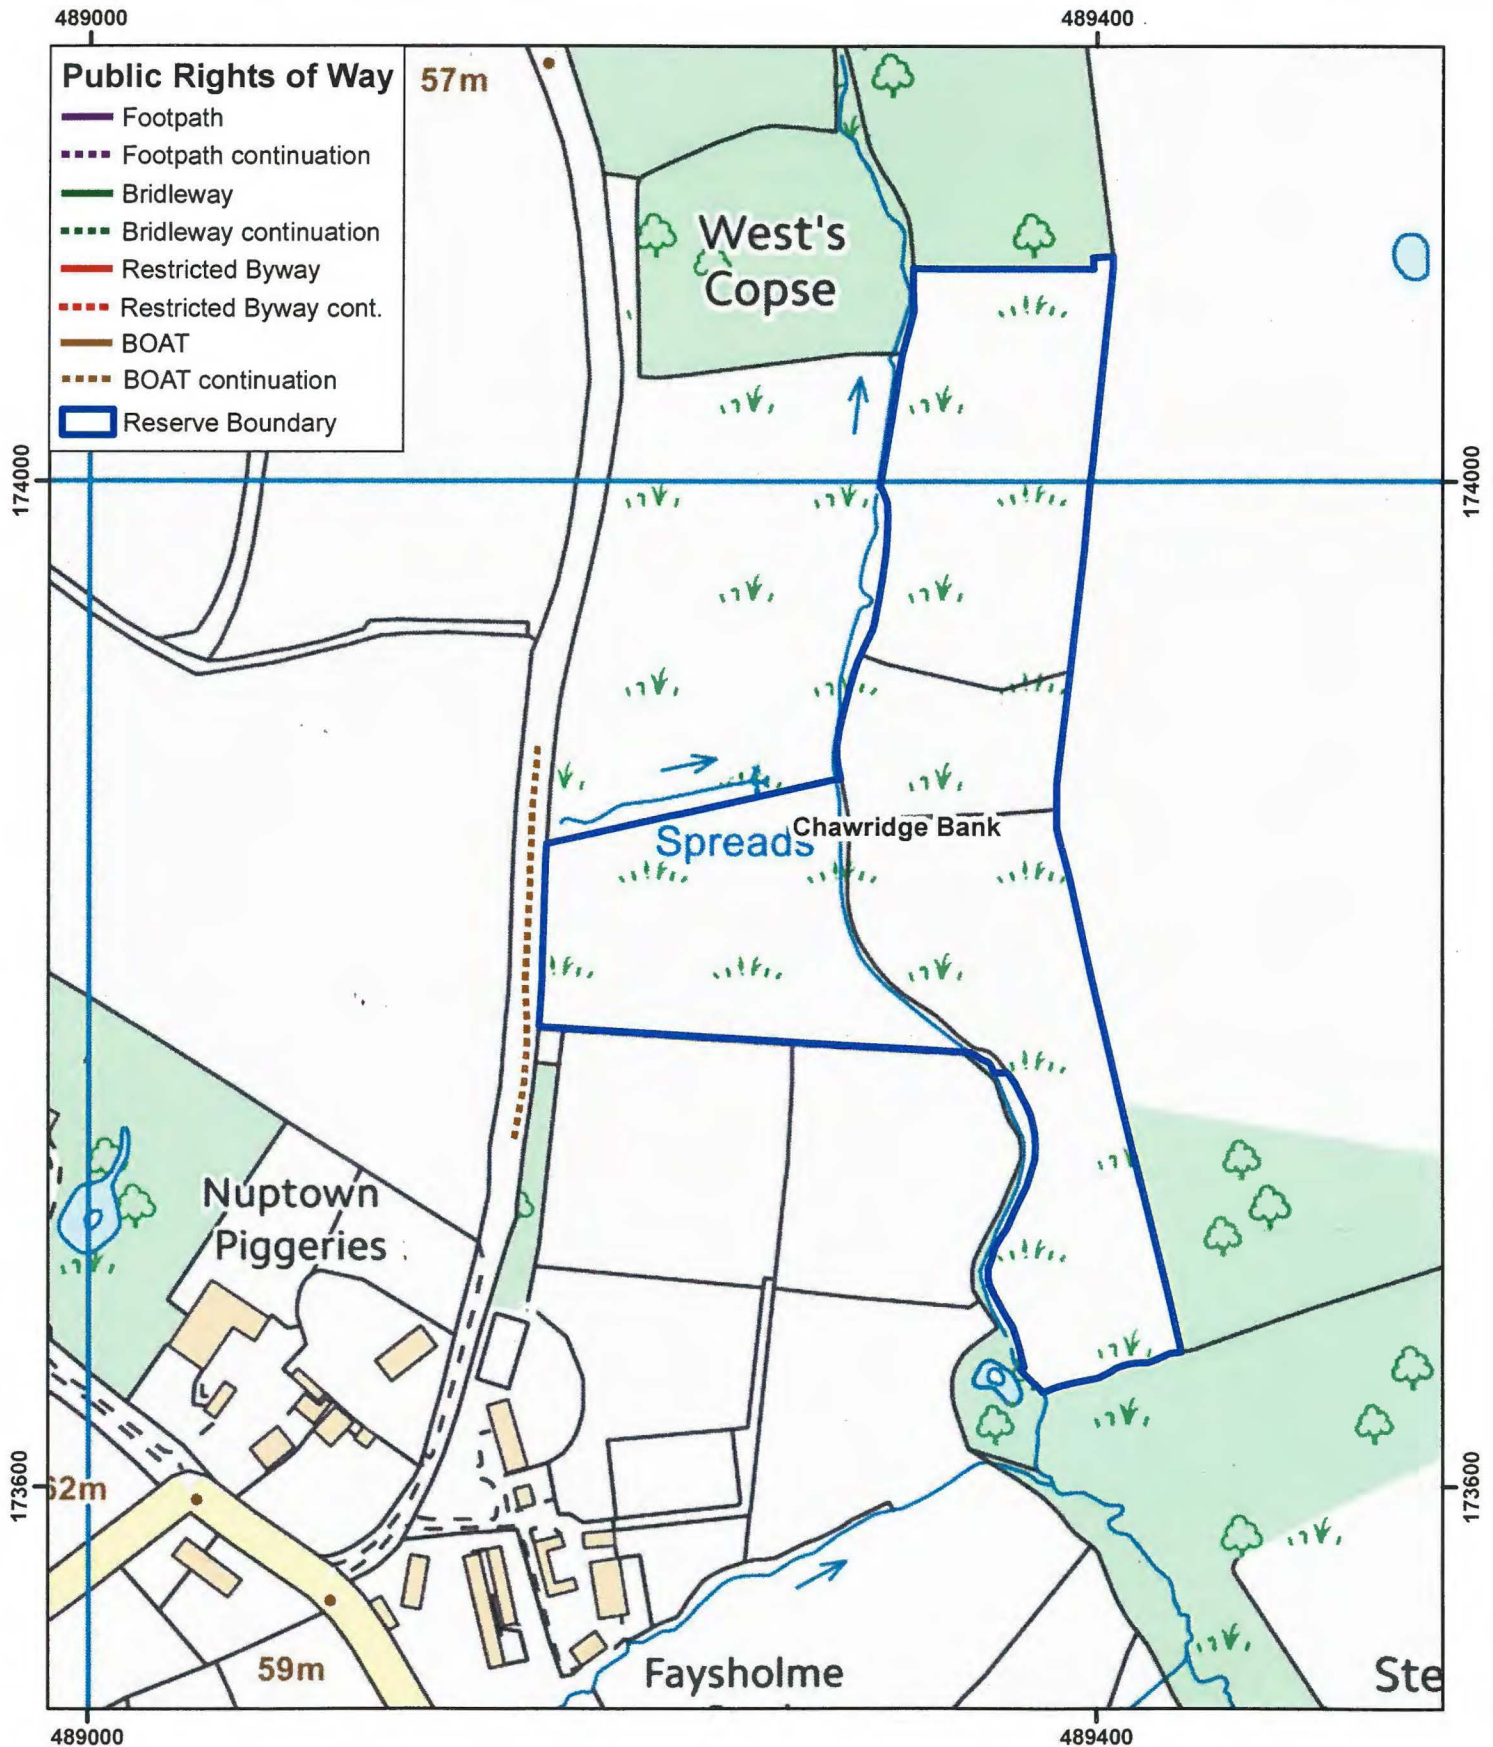 489000
489400
Public Rights of Way
Footpath
Footpath continuation
Bridleway
Bridleway continuation
Restricted Byway
Restricted Byway cont.
BOAT
BOAT continuation
Reserve Boundary
57m
West's
Copse
174000
174000
Spreads
Chawridge Bank
Nuptown
Piggeries
173600
173600
62m
59m
Faysholme
Ste
489000
489400